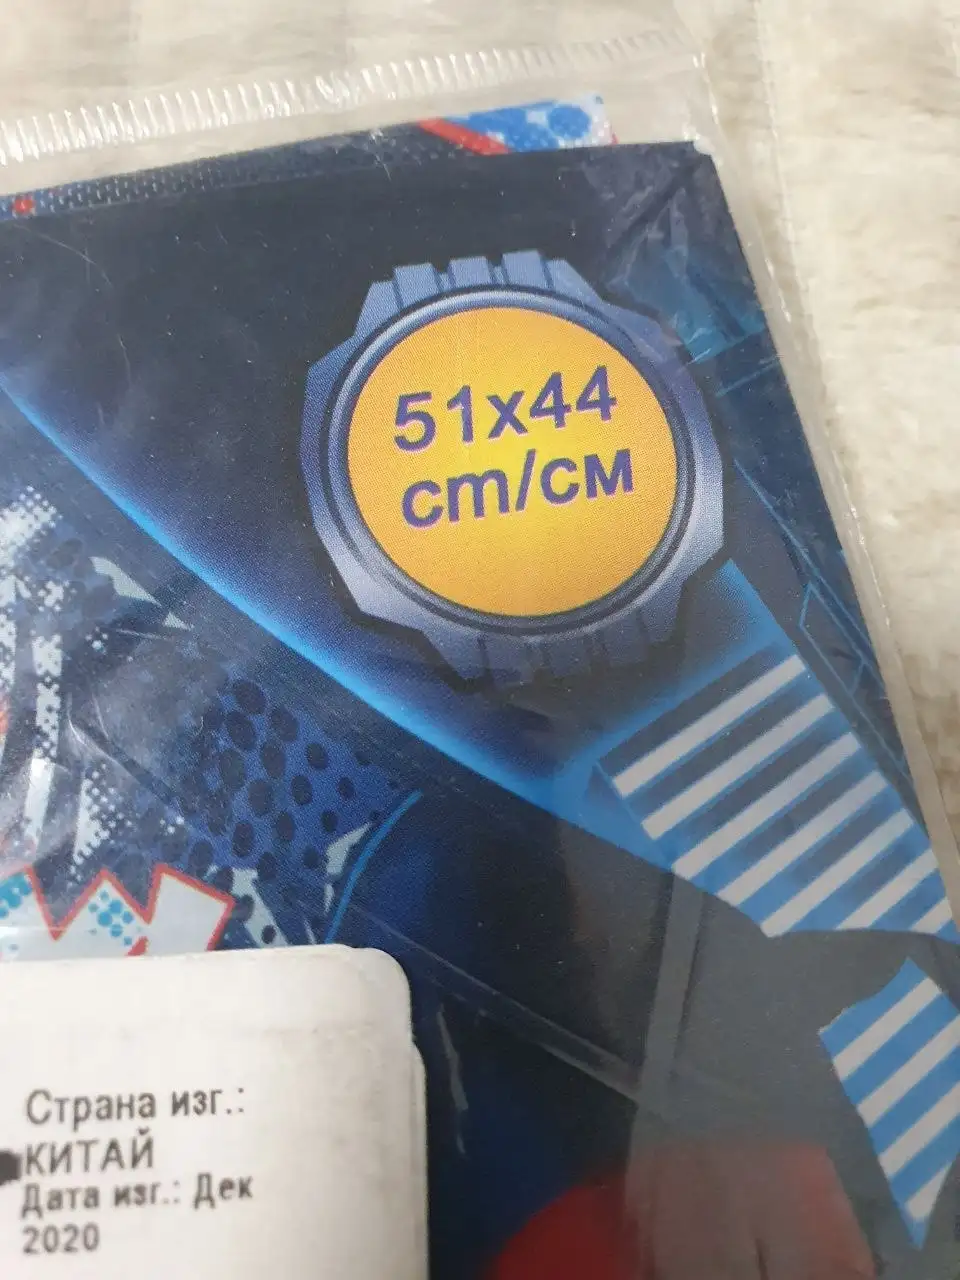 51x44
cm/см
Страна изг.:
КИТАЙ
Дата изг.: Дек
2020